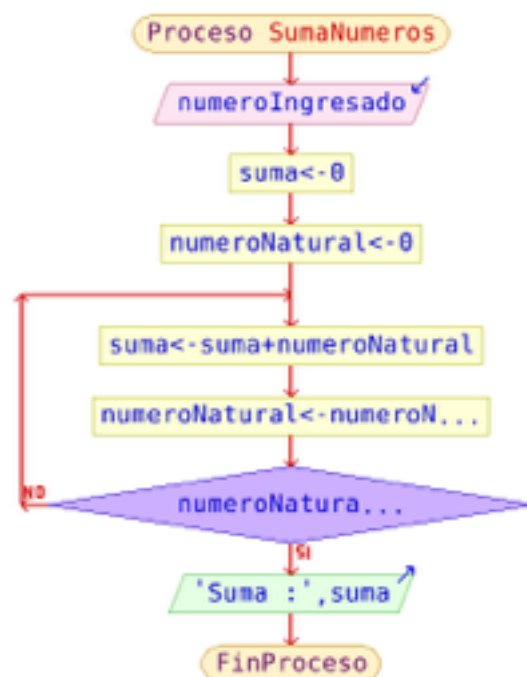 Proceso SumaNumeros
numeroIngresado
suma<-0
numeroNatural<-0
suma<-suma+numeroNatural
numeroNatural<-numeroN...
numeroNatura...
NO
SI
'Suma :',suma
FinProceso